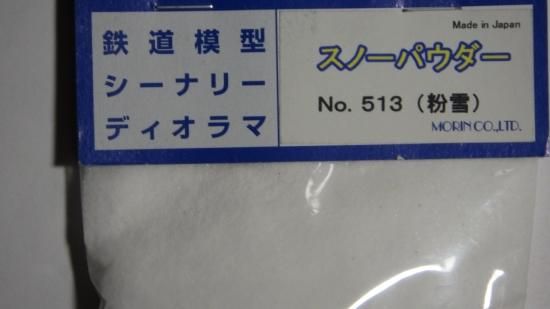 鉄道模型
シーナリー
ディオラマ
Made in Japan
スノーパウダー
No. 513（粉雪）
MORIN CO.,LTD.